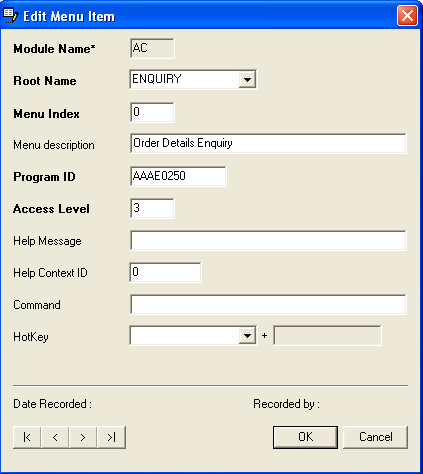 Edit Menu Item
Module Name* AC
Root Name ENQUIRY
Menu Index 0
Menu description Order Details Enquiry
Program ID AAAE0250
Access Level 3
Help Message
Help Context ID 0
Command
HotKey +
Date Recorded : Recorded by :
|< < > >| OK Cancel